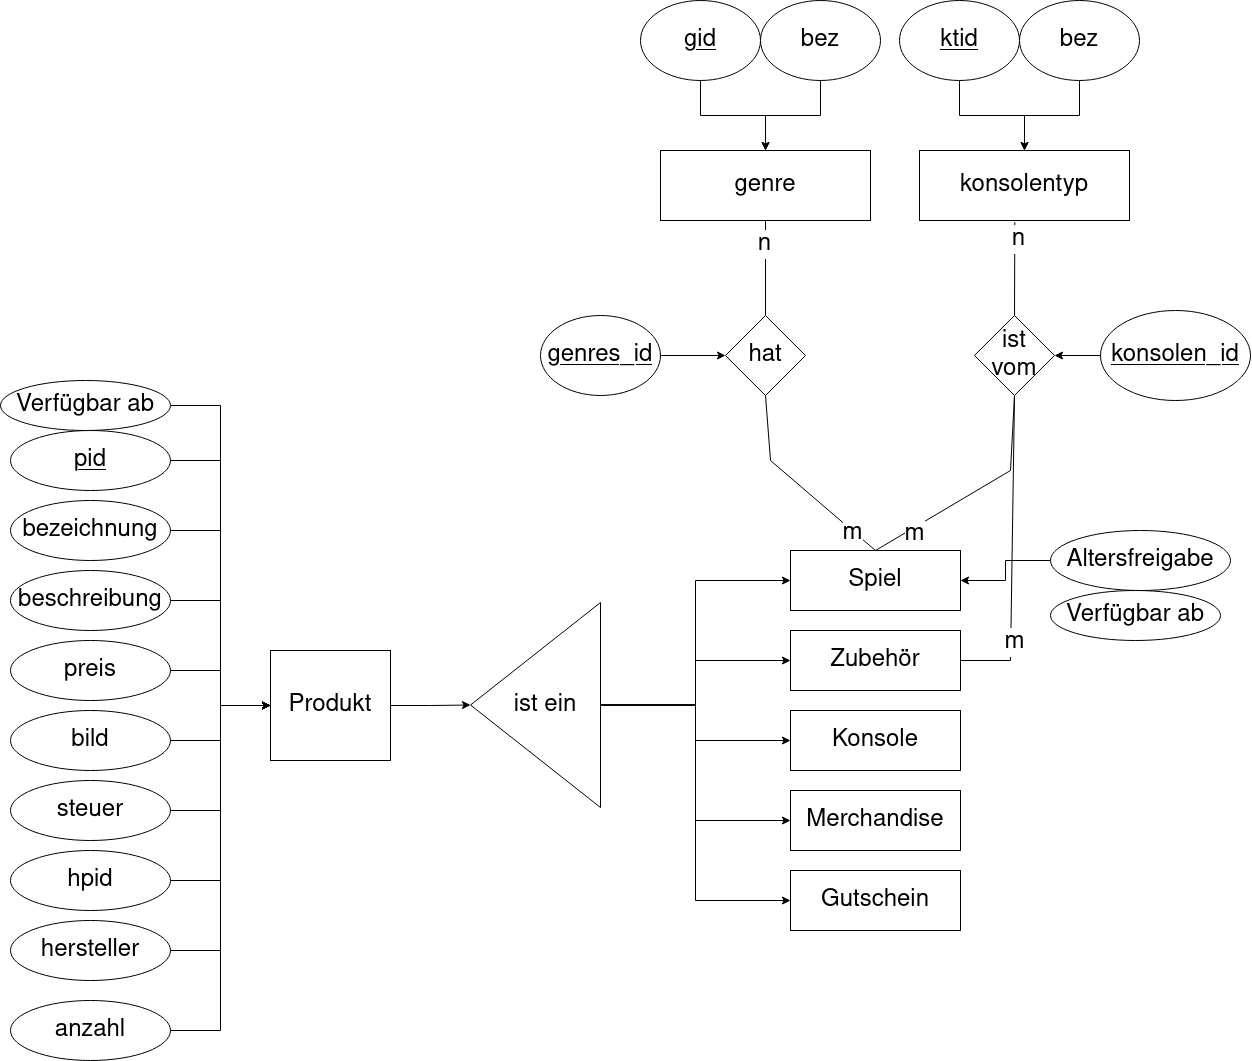 gid
bez
ktid
bez
genre
konsolentyp
n
n
genres_id
hat
ist
vom
konsolen_id
Verfügbar ab
pid
bezeichnung
beschreibung
preis
bild
steuer
hpid
hersteller
anzahl
Produkt
ist ein
m
m
Spiel
Altersfreigabe
Verfügbar ab
m
Zubehör
Konsole
Merchandise
Gutschein